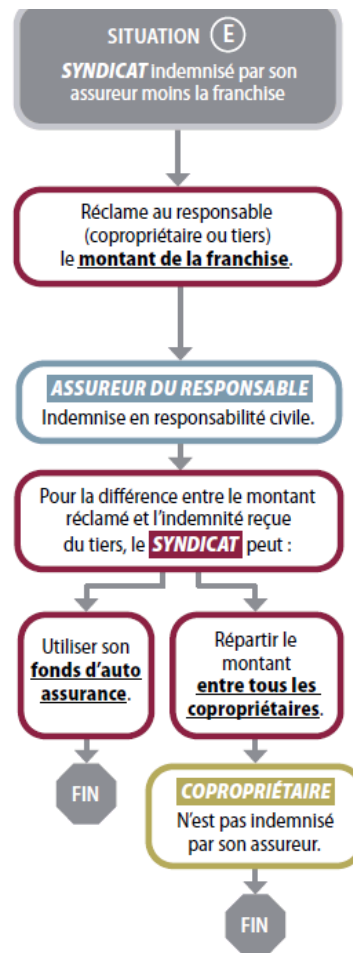 SITUATION E
SYNDICAT indemnisé par son
assureur moins la franchise
Réclame au responsable
(copropriétaire ou tiers)
le montant de la franchise.
ASSUREUR DU RESPONSABLE
Indemnise en responsabilité civile.
Pour la différence entre le montant
réclamé et l'indemnité reçue
du tiers, le SYNDICAT peut :
Utiliser son
fonds d'auto
assurance.
FIN
Répartir le
montant
entre tous les
copropriétaires.
COPROPRIÉTAIRE
N'est pas indemnisé
par son assureur.
FIN